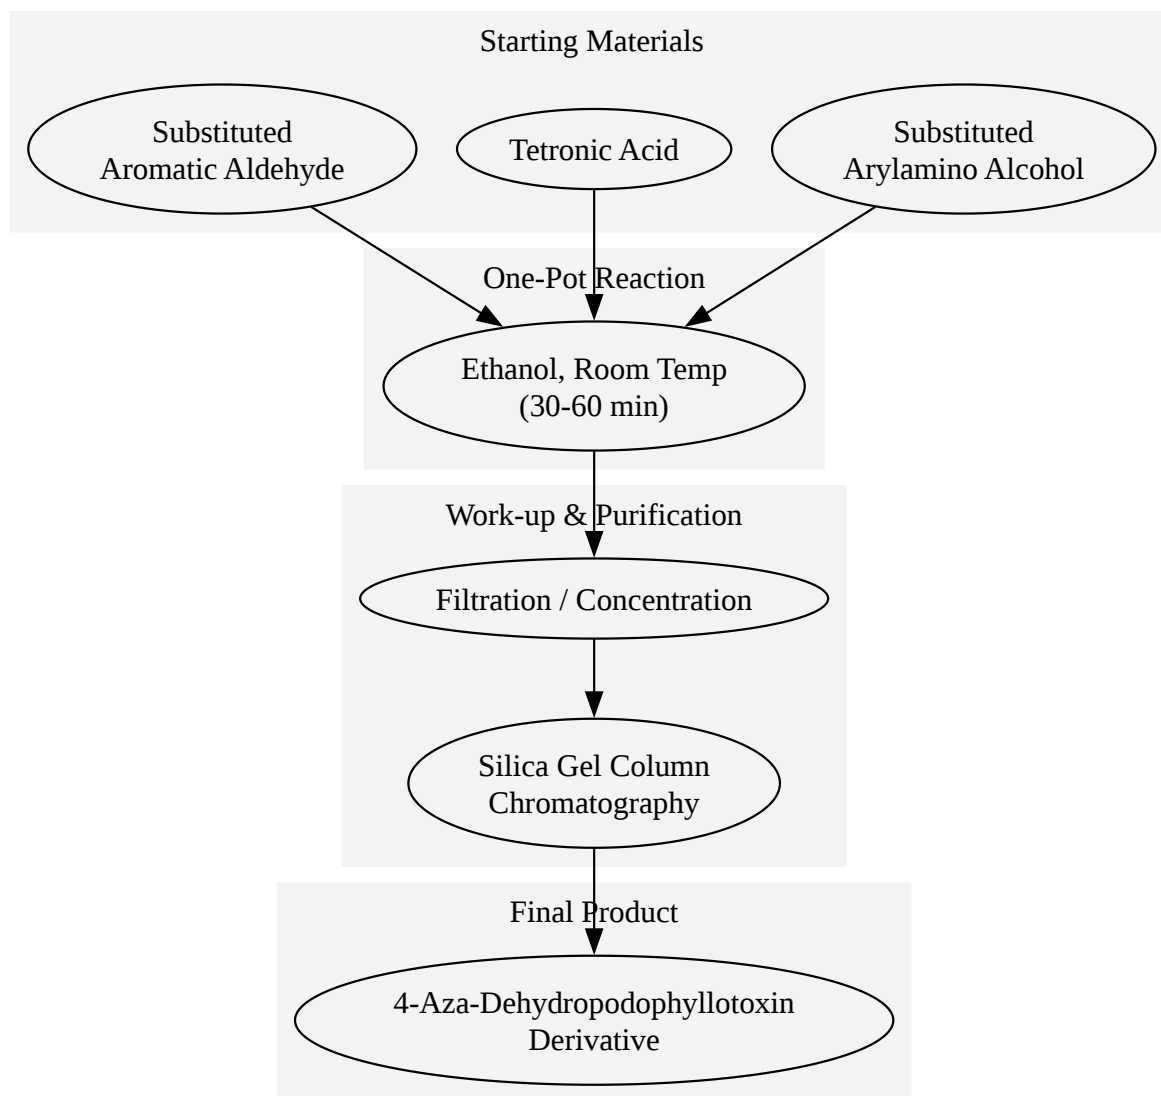 Starting Materials
Substituted
Aromatic Aldehyde
Tetronic Acid
Substituted
Arylamino Alcohol
One-Pot Reaction
Ethanol, Room Temp
(30-60 min)
Work-up & Purification
Filtration / Concentration
Silica Gel Column
Chromatography
Final Product
4-Aza-Dehydropodophyllotoxin
Derivative